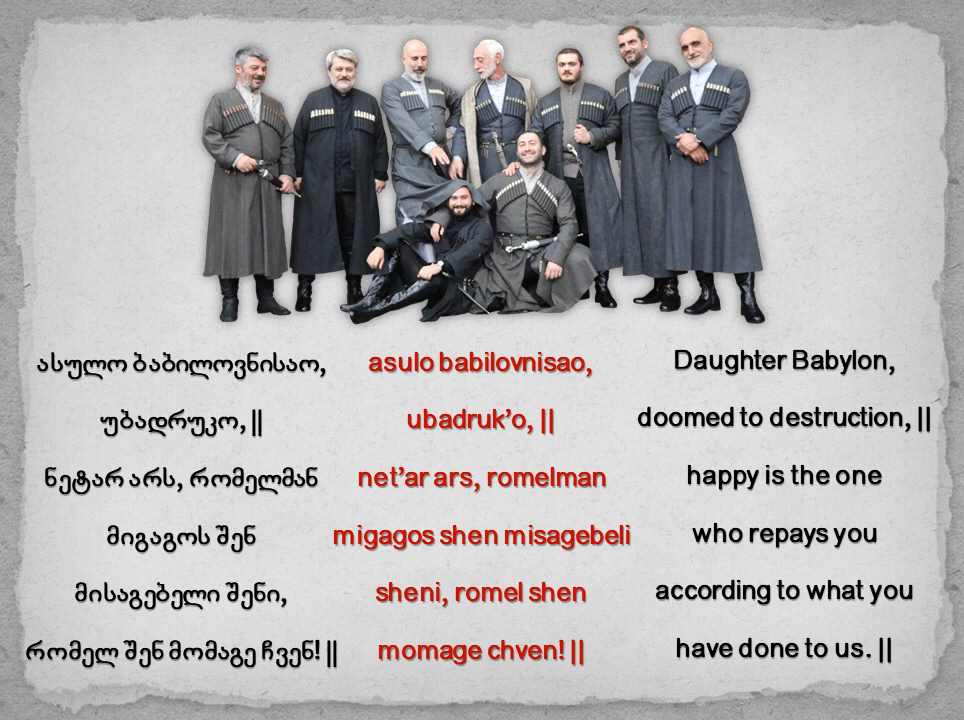 ასულო ბაბილოვნისაო,
უბადრუკო, ||
ნეტარ არს, რომელმან
მიგაგოს შენ
მისაგებელი შენი,
რომელ შენ მომაგე ჩვენ! ||
asulo babilovnisao,
ubadruk’o, ||
net’ar ars, romelman
migagos shen misagebeli
sheni, romel shen
momage chven! ||
Daughter Babylon,
doomed to destruction, ||
happy is the one
who repays you
according to what you
have done to us. ||